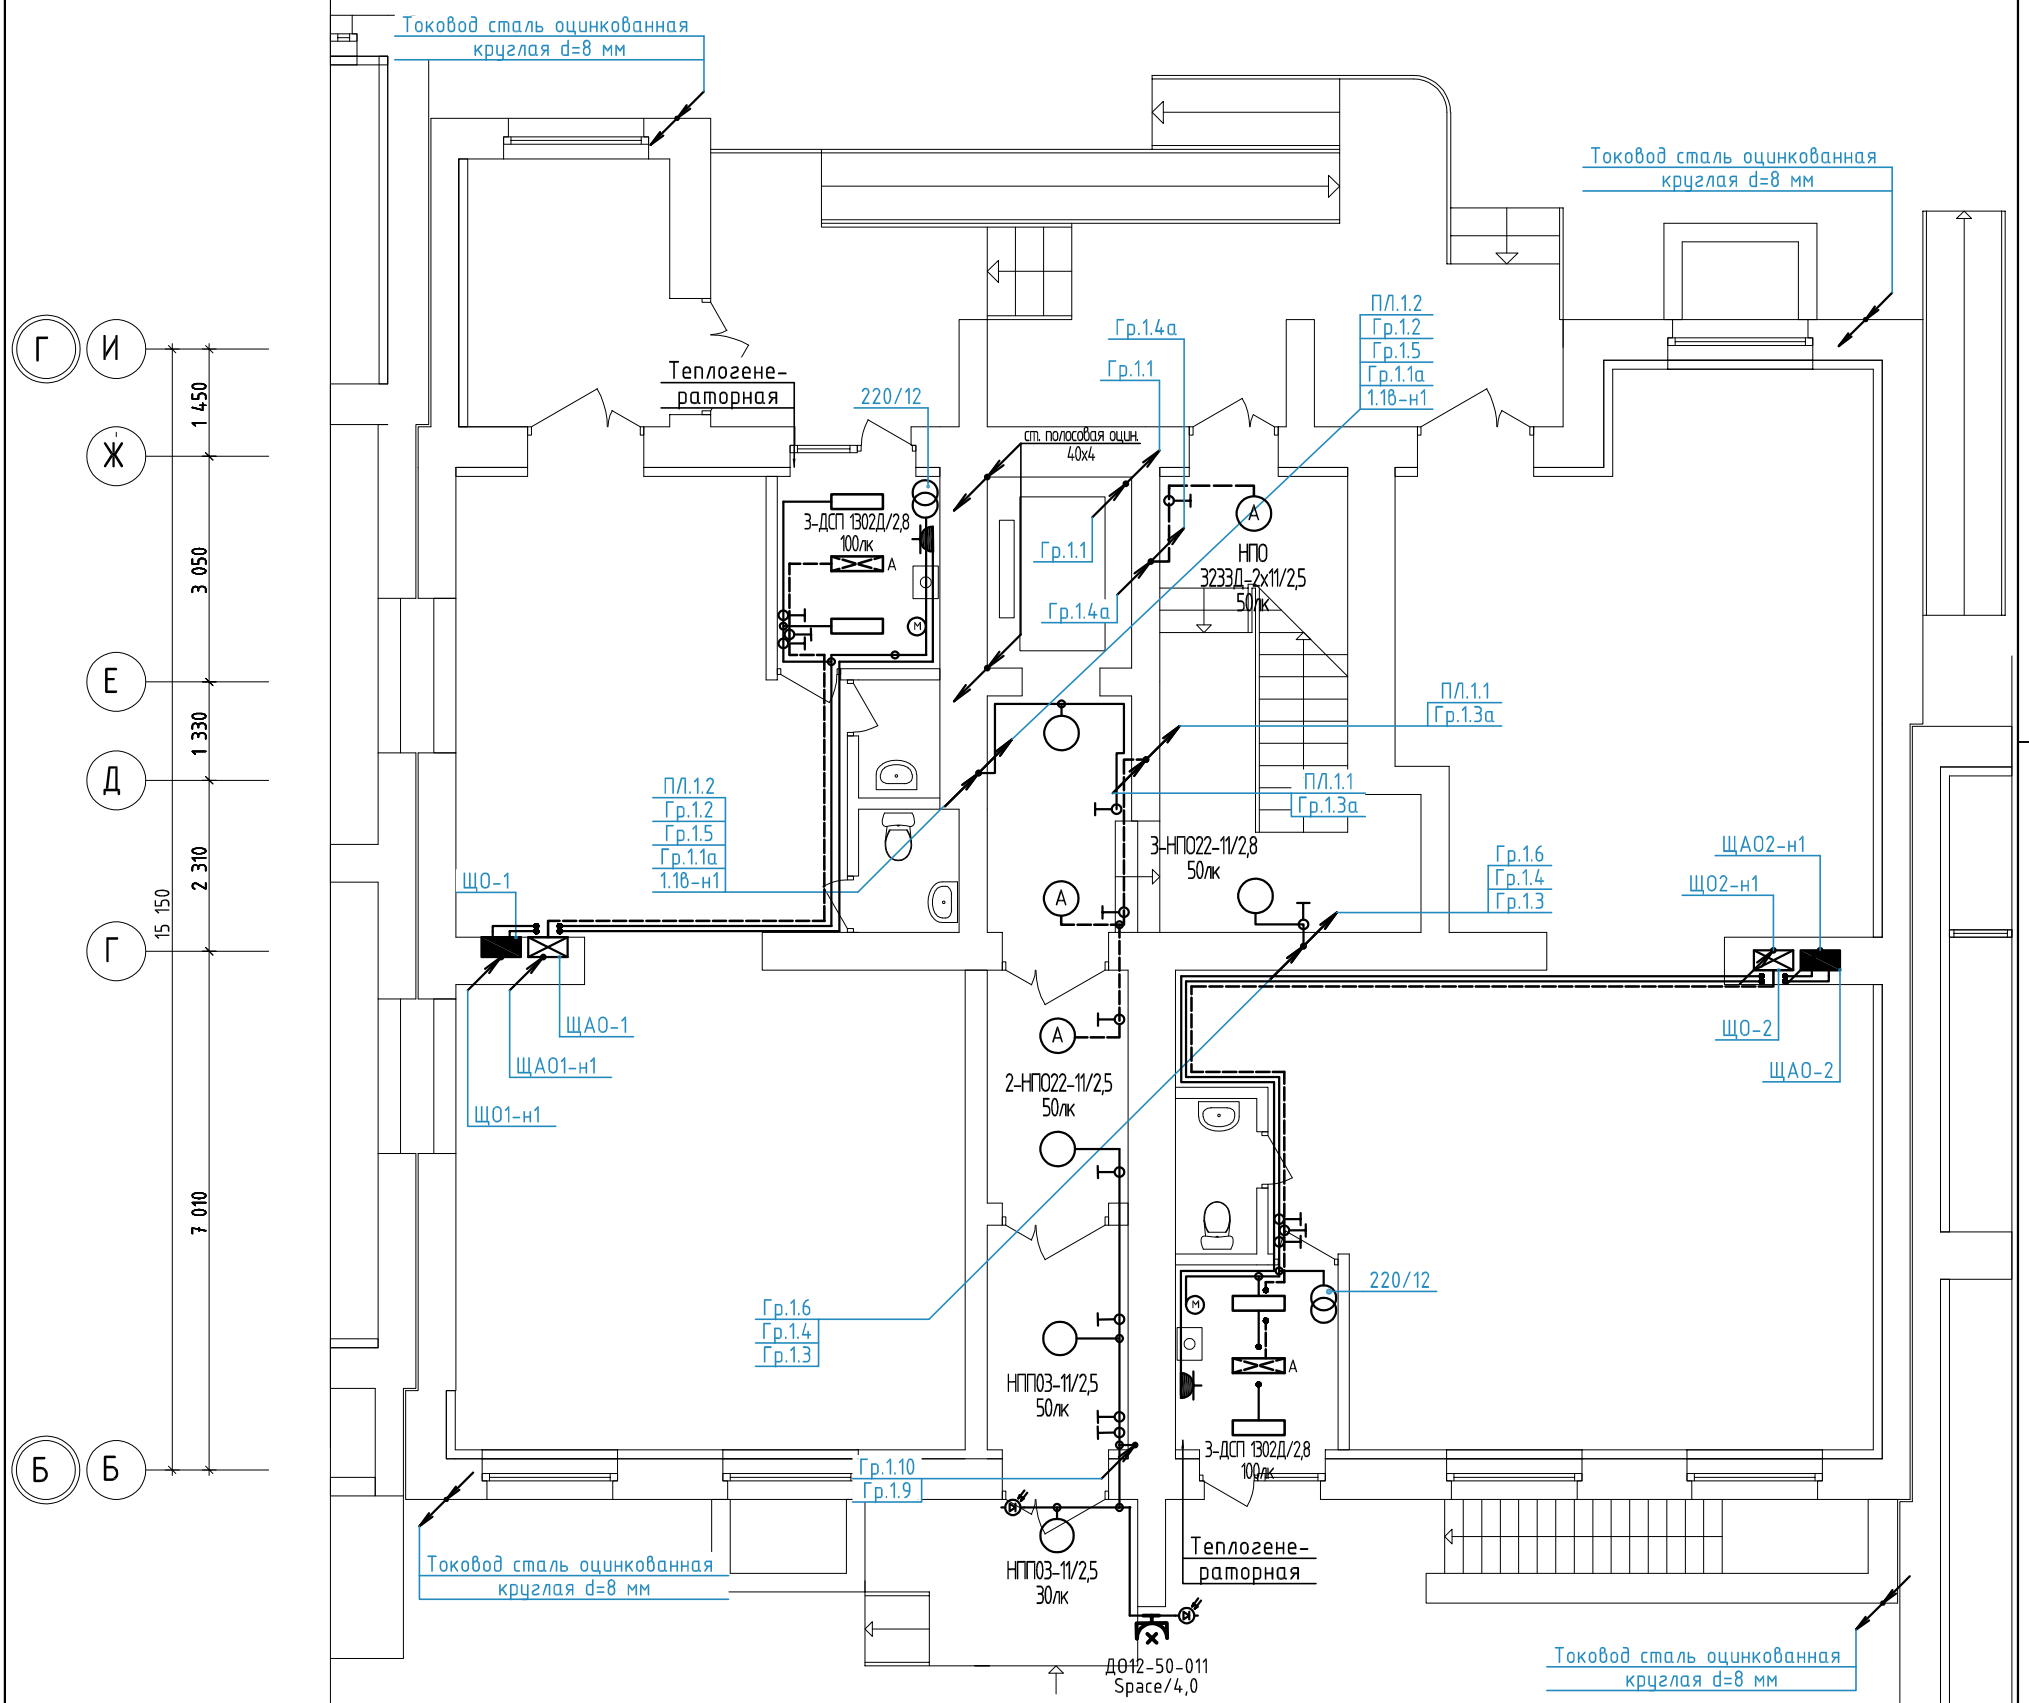 Токовод сталь оцинкованная
круглая d=8 мм
Токовод сталь оцинкованная
круглая d=8 мм
ПЛ.1.2
Гр.1.2
Гр.1.5
Гр.1.1а
1.1в-н1
Гр.1.4а
Гр.1.1
Г
И
Теплогене-
раторная
220/12
1 450
Ж
ст. полосовая оцин.
40х4
3-ДСП 1302Д/2,8
100лк
А
М
А
НПО
3233Д-2х11/2,5
50лк
Гр.1.1
Гр.1.4а
3 050
Е
ПЛ.1.1
Гр.1.3а
1 330
Д
ПЛ.1.2
Гр.1.2
Гр.1.5
Гр.1.1а
1.1в-н1
ПЛ.1.1
Гр.1.3а
3-НПО22-11/2,8
50лк
А
Гр.1.6
Гр.1.4
Гр.1.3
ЩАО2-н1
ЩО2-н1
2 310
15 150
ЩО-1
Г
ЩАО-1
ЩАО1-н1
ЩО1-н1
А
ЩО-2
ЩАО-2
2-НПО22-11/2,5
50лк
7 010
Гр.1.6
Гр.1.4
Гр.1.3
220/12
М
А
НПП03-11/2,5
50лк
3-ДСП 1302Д/2,8
100лк
Б
Б
Гр.1.10
Гр.1.9
Токовод сталь оцинкованная
круглая d=8 мм
НПП03-11/2,5
30лк
Теплогене-
раторная
ДО12-50-011
Space/4,0
Токовод сталь оцинкованная
круглая d=8 мм